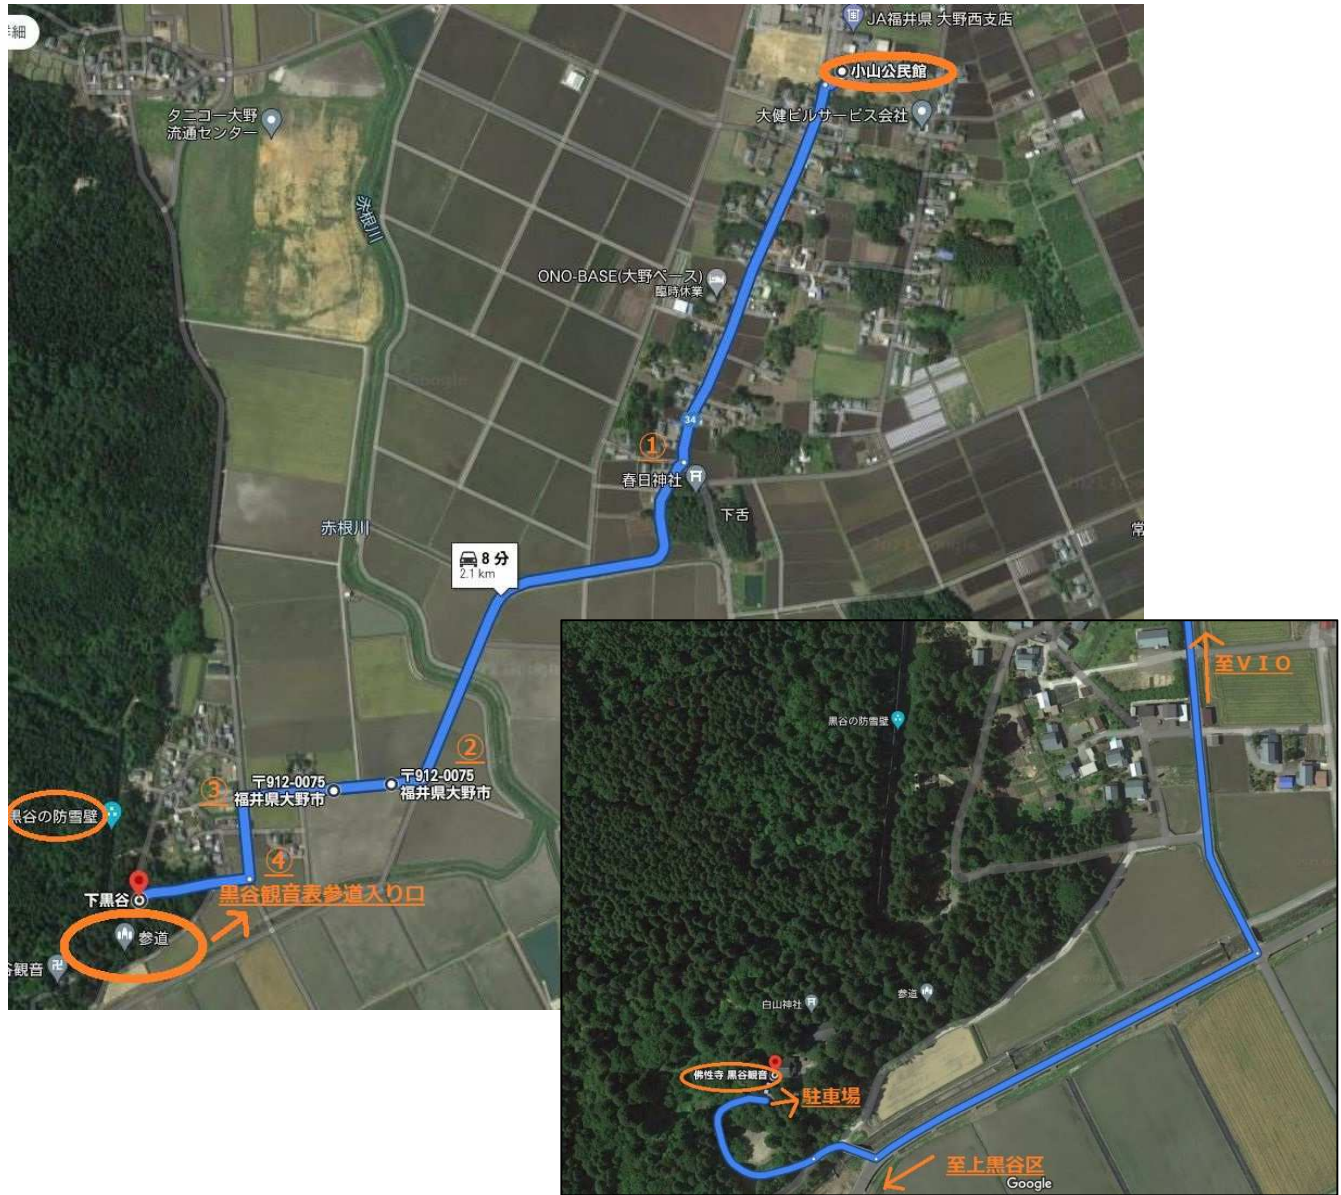 詳細
JA福井県 大野西支店
小山公民館
タニコー大野
流通センター
大健ビルサービス会社
赤根川
ONO-BASE(大野ベース)
臨時休業
34
①
春日神社
下舌
赤根川
常
8 分
2.1 km
②
〒912-0075
福井県大野市
〒912-0075
福井県大野市
③
黒谷の防雪壁
④
黒谷観音表参道入り口
下黒谷
参道
谷観音
至VIO
黒谷の防雪壁
白山神社
参道
佛性寺 黒谷観音
駐車場
至上黒谷区
Google